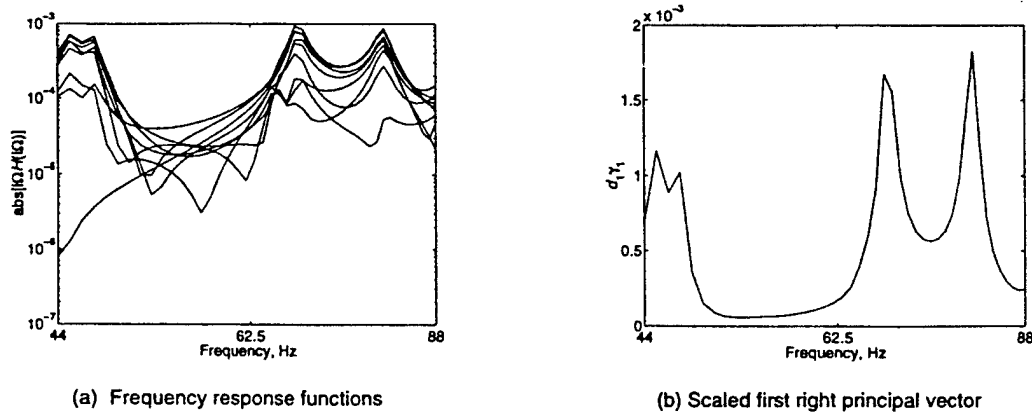 10⁻³
10⁻⁴
10⁻⁵
10⁻⁶
10⁻⁷
abs[iΩH(iΩ)]
44
62.5
88
Frequency, Hz
(a) Frequency response functions
2 × 10⁻³
1.5
1
0.5
0
d₁γ₁
44
62.5
88
Frequency, Hz
(b) Scaled first right principal vector